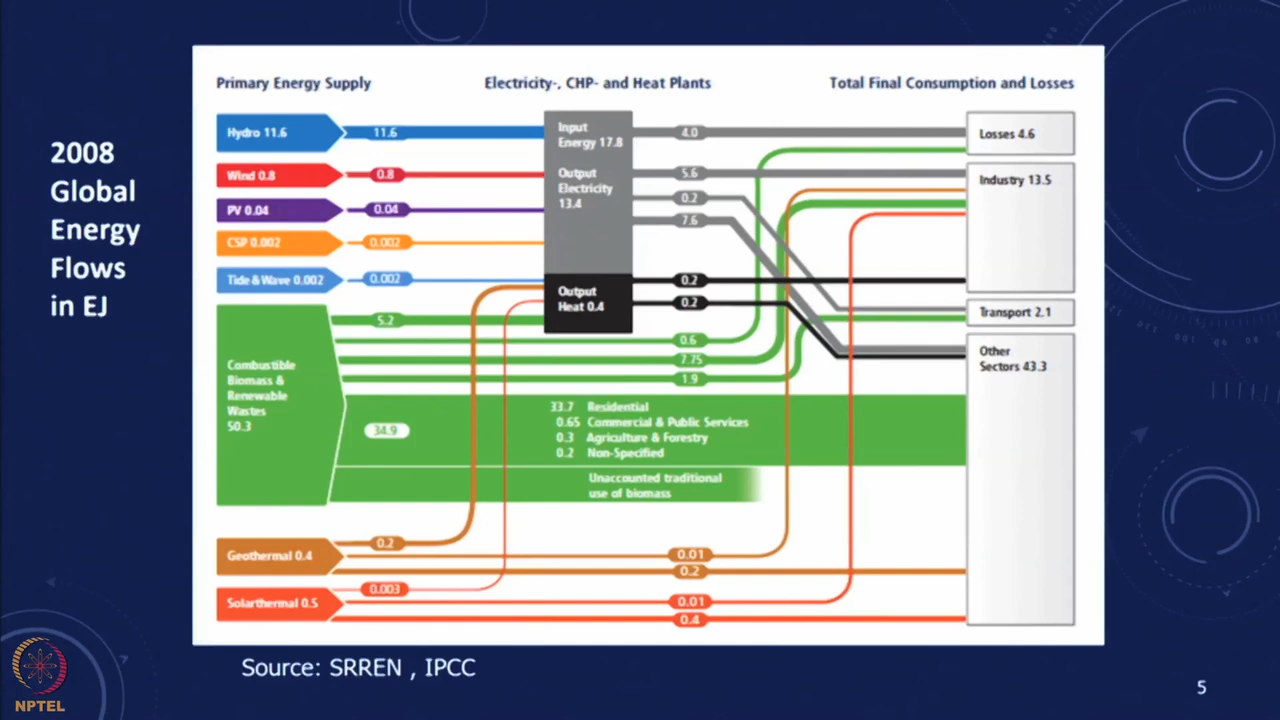 2008
Global
Energy
Flows
in EJ
Primary Energy Supply
Electricity-, CHP- and Heat Plants
Total Final Consumption and Losses
Hydro 11.6
11.6
Input
Energy 17.8
4.0
Losses 4.6
Wind 0.8
0.8
Output
Electricity
13.4
5.6
Industry 13.5
0.2
PV 0.04
0.04
7.6
CSP 0.002
0.002
Tide & Wave 0.002
0.002
Output
Heat 0.4
0.2
0.2
Transport 2.1
5.2
0.6
7.75
1.9
Other
Sectors 43.3
Combustible
Biomass &
Renewable
Wastes
50.3
34.9
33.7 Residential
0.65 Commercial & Public Services
0.3 Agriculture & Forestry
0.2 Non-Specified
Unaccounted traditional
use of biomass
Geothermal 0.4
0.2
0.01
0.2
Solarthermal 0.5
0.003
0.01
0.4
Source: SRREN , IPCC
5
NPTEL